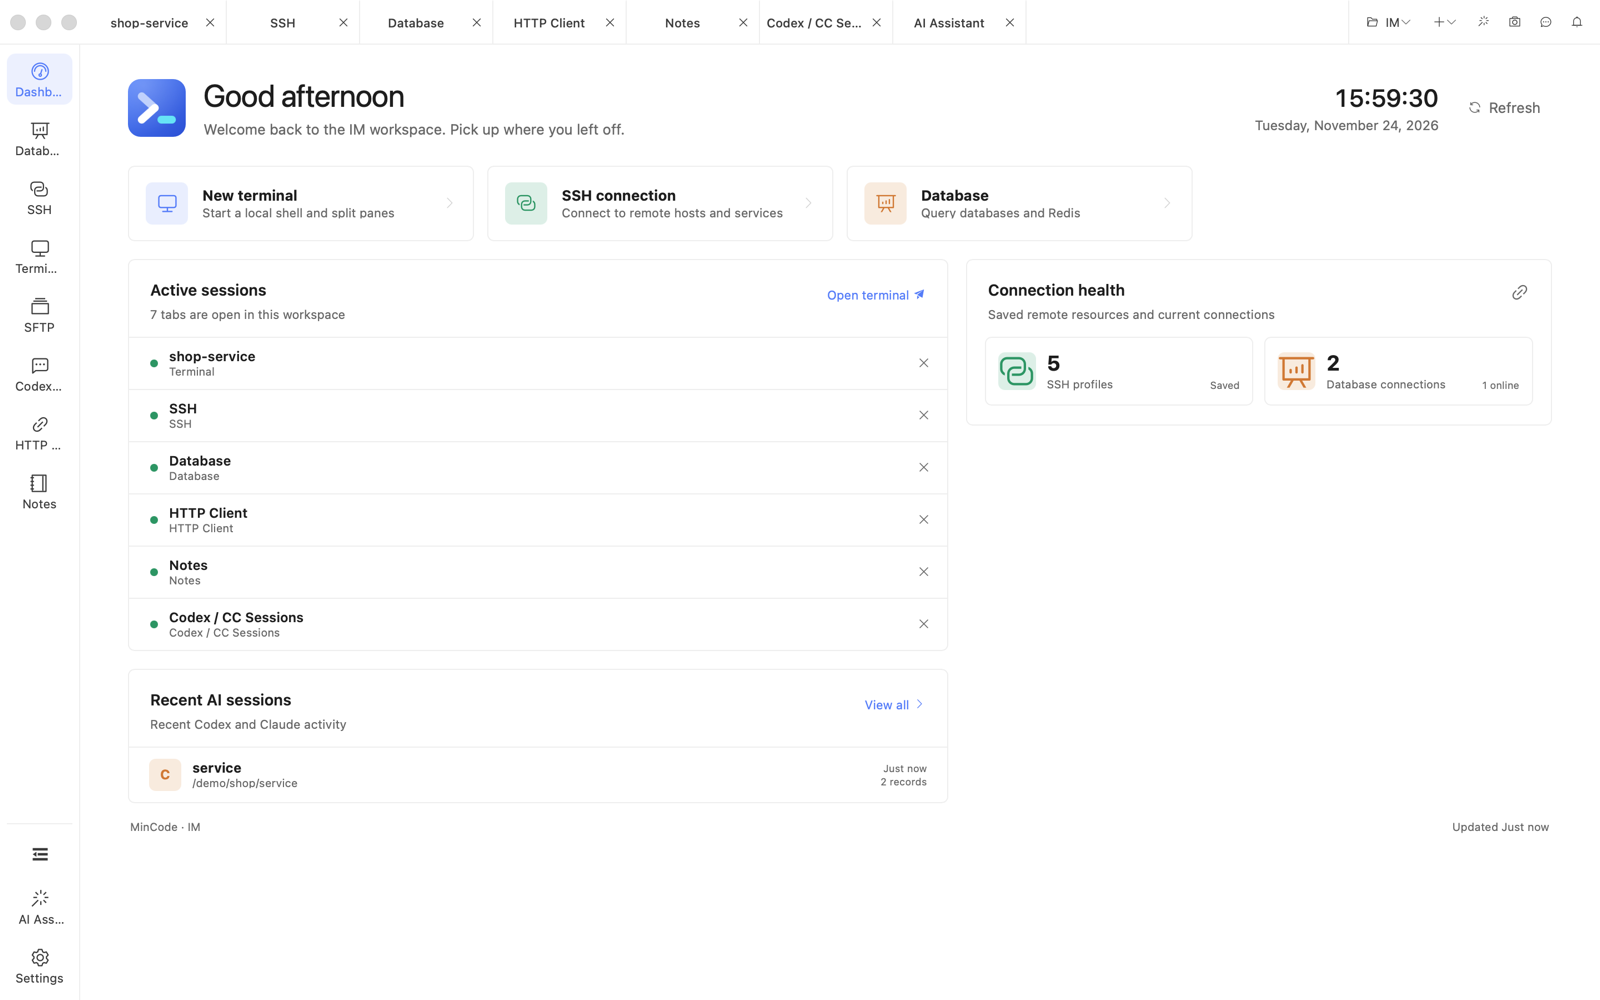 shop-service
SSH
Database
HTTP Client
Notes
Codex / CC Se...
AI Assistant
IM
Dashb...
Datab...
SSH
Termi...
SFTP
Codex...
HTTP ...
Notes
AI Ass...
Settings
Good afternoon
Welcome back to the IM workspace. Pick up where you left off.
15:59:30
Tuesday, November 24, 2026
Refresh
New terminal
Start a local shell and split panes
SSH connection
Connect to remote hosts and services
Database
Query databases and Redis
Active sessions
7 tabs are open in this workspace
Open terminal
shop-service
Terminal
SSH
SSH
Database
Database
HTTP Client
HTTP Client
Notes
Notes
Codex / CC Sessions
Codex / CC Sessions
Connection health
Saved remote resources and current connections
5
SSH profiles
Saved
2
Database connections
1 online
Recent AI sessions
Recent Codex and Claude activity
View all
C
service
/demo/shop/service
Just now
2 records
MinCode · IM
Updated Just now